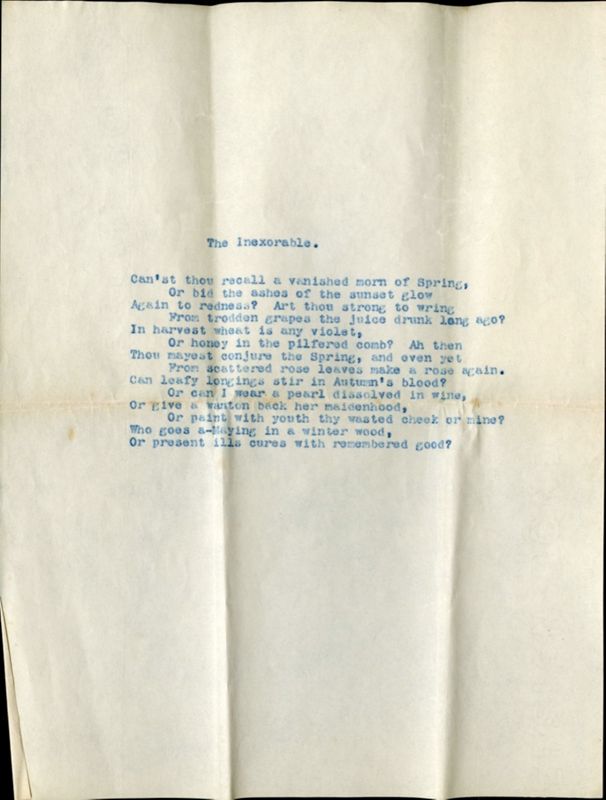 The Inexorable.
Can'st thou recall a vanished morn of Spring,
Or bid the ashes of the sunset glow
Again to redness? Art thou strong to wring
From trodden grapes the juice drunk long ago?
In harvest wheat is any violet,
Or honey in the pilfered comb? Ah then
Thou mayest conjure the Spring, and even yet
From scattered rose leaves make a rose again.
Can leafy longings stir in Autumn's blood?
Or can I wear a pearl dissolved in wine,
Or give a wanton back her maidenhood,
Or paint with youth thy wasted cheek or mine?
Who goes a-Maying in a winter wood,
Or present ills cures with remembered good?